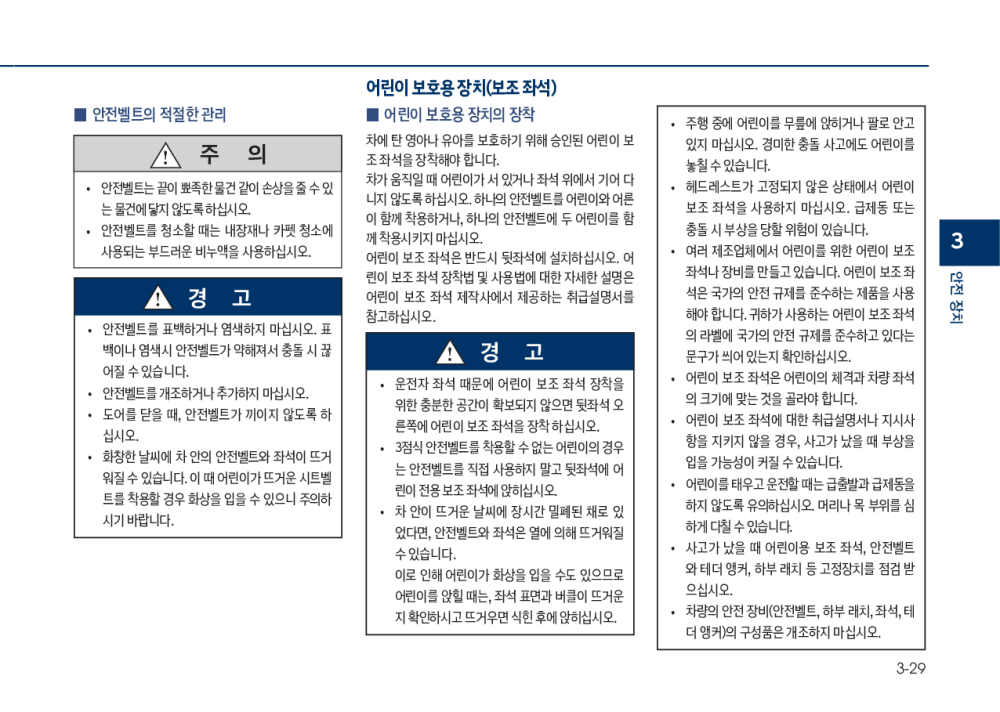 ■ 안전벨트의 적절한 관리
주 의
• 안전벨트는 끝이 뾰족한 물건 같이 손상을 줄 수 있
는 물건에 닿지 않도록 하십시오.
• 안전벨트를 청소할 때는 내장재나 카펫 청소에
사용되는 부드러운 비눗액을 사용하십시오.
경 고
• 안전벨트를 표백하거나 염색하지 마십시오. 표
백이나 염색시 안전벨트가 약해져서 충돌 시 끊
어질 수 있습니다.
• 안전벨트를 개조하거나 추가하지 마십시오.
• 도어를 닫을 때, 안전벨트가 끼이지 않도록 하
십시오.
• 화창한 날씨에 차 안의 안전벨트와 좌석이 뜨거
워질 수 있습니다. 이 때 어린이가 뜨거운 시트벨
트를 착용할 경우 화상을 입을 수 있으니 주의하
시기 바랍니다.
어린이 보호용 장치(보조 좌석)
■ 어린이 보호용 장치의 장착
차에 탄 영아나 유아를 보호하기 위해 승인된 어린이 보
조 좌석을 장착해야 합니다.
차가 움직일 때 어린이가 서 있거나 좌석 위에서 기어 다
니지 않도록 하십시오. 하나의 안전벨트를 어린이와 어른
이 함께 착용하거나, 하나의 안전벨트에 두 어린이를 함
께 착용시키지 마십시오.
어린이 보조 좌석은 반드시 뒷좌석에 설치하십시오. 어
린이 보조 좌석 장착법 및 사용법에 대한 자세한 설명은
어린이 보조 좌석 제작사에서 제공하는 취급설명서를
참고하십시오.
경 고
• 운전자 좌석 때문에 어린이 보조 좌석 장착을
위한 충분한 공간이 확보되지 않으면 뒷좌석 오
른쪽에 어린이 보조 좌석을 장착 하십시오.
• 3점식 안전벨트를 착용할 수 없는 어린이의 경우
는 안전벨트를 직접 사용하지 말고 뒷좌석에 어
린이 전용 보조 좌석에 앉히십시오.
• 차 안이 뜨거운 날씨에 장시간 밀폐된 채로 있
었다면, 안전벨트와 좌석은 열에 의해 뜨거워질
수 있습니다.
이로 인해 어린이가 화상을 입을 수도 있으므로
어린이를 앉힐 때는, 좌석 표면과 버클이 뜨거운
지 확인하시고 뜨거우면 식힌 후에 앉히십시오.
• 주행 중에 어린이를 무릎에 앉히거나 팔로 안고
있지 마십시오. 경미한 충돌 사고에도 어린이를
놓칠 수 있습니다.
• 헤드레스트가 고정되지 않은 상태에서 어린이
보조 좌석을 사용하지 마십시오. 급제동 또는
충돌 시 부상을 당할 위험이 있습니다.
• 여러 제조업체에서 어린이를 위한 어린이 보조
좌석나 장비를 만들고 있습니다. 어린이 보조 좌
석은 국가의 안전 규제를 준수하는 제품을 사용
해야 합니다. 귀하가 사용하는 어린이 보조 좌석
의 라벨에 국가의 안전 규제를 준수하고 있다는
문구가 씌어 있는지 확인하십시오.
• 어린이 보조 좌석은 어린이의 체격과 차량 좌석
의 크기에 맞는 것을 골라야 합니다.
• 어린이 보조 좌석에 대한 취급설명서나 지시사
항을 지키지 않을 경우, 사고가 났을 때 부상을
입을 가능성이 커질 수 있습니다.
• 어린이를 태우고 운전할 때는 급출발과 급제동을
하지 않도록 유의하십시오. 머리나 목 부위를 심
하게 다칠 수 있습니다.
• 사고가 났을 때 어린이용 보조 좌석, 안전벨트
와 테더 앵커, 하부 래치 등 고정장치를 점검 받
으십시오.
• 차량의 안전 장비(안전벨트, 하부 래치, 좌석, 테
더 앵커)의 구성품은 개조하지 마십시오.
3
안전 장치
3-29